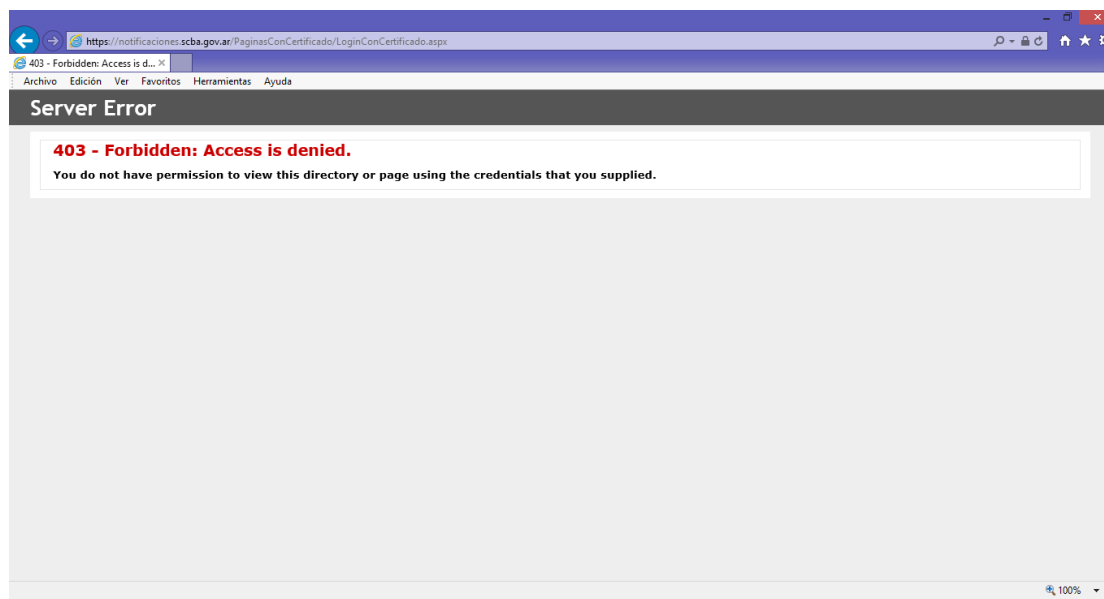 https://notificaciones.scba.gov.ar/PaginasConCertificado/LoginConCertificado.aspx
403 - Forbidden: Access is d...
Archivo Edición Ver Favoritos Herramientas Ayuda
Server Error
403 - Forbidden: Access is denied.
You do not have permission to view this directory or page using the credentials that you supplied.
100%